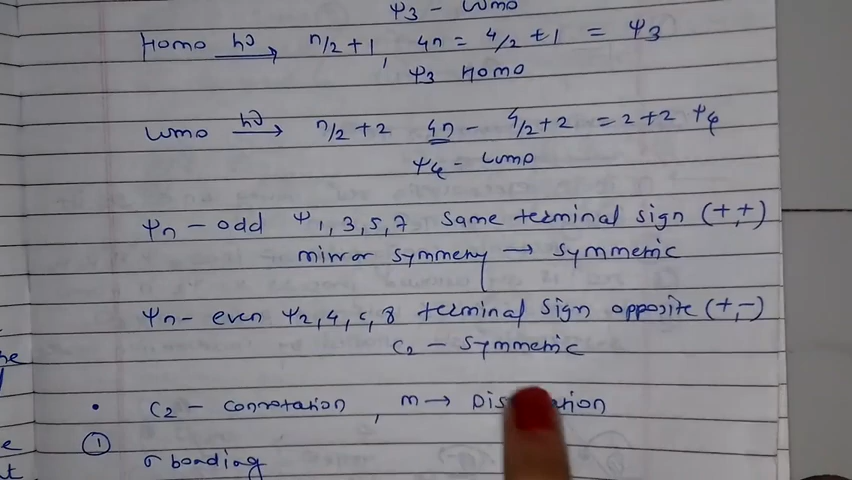 Ψ3 - Lumo
Homo hν→ n/2+1, 4n = 4/2+1 = Ψ3
Ψ3 Homo
Lumo hν→ n/2+2 4n - 4/2+2 = 2+2 Ψ4
Ψ4 - Lumo
Ψn - odd Ψ1,3,5,7 Same terminal sign (+,+)
mirror symmetry → symmetric
Ψn - even Ψ2,4,6,8 terminal sign opposite (+,-)
C2 - symmetric
• C2 - conrotation, m →
he
① σ bonding
e
t.